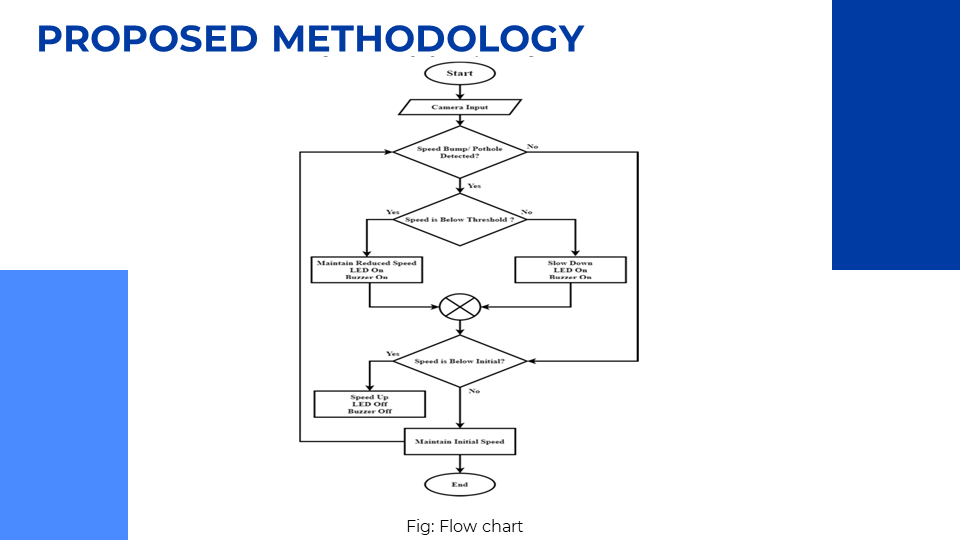 PROPOSED METHODOLOGY
Start
Camera Input
Speed Bump/ Pothole
Detected?
No
Yes
Yes
No
Speed is Below Threshold ?
Maintain Reduced Speed
LED On
Buzzer On
Slow Down
LED On
Buzzer On
Yes
Speed is Below Initial?
No
Speed Up
LED Off
Buzzer Off
Maintain Initial Speed
End
Fig: Flow chart